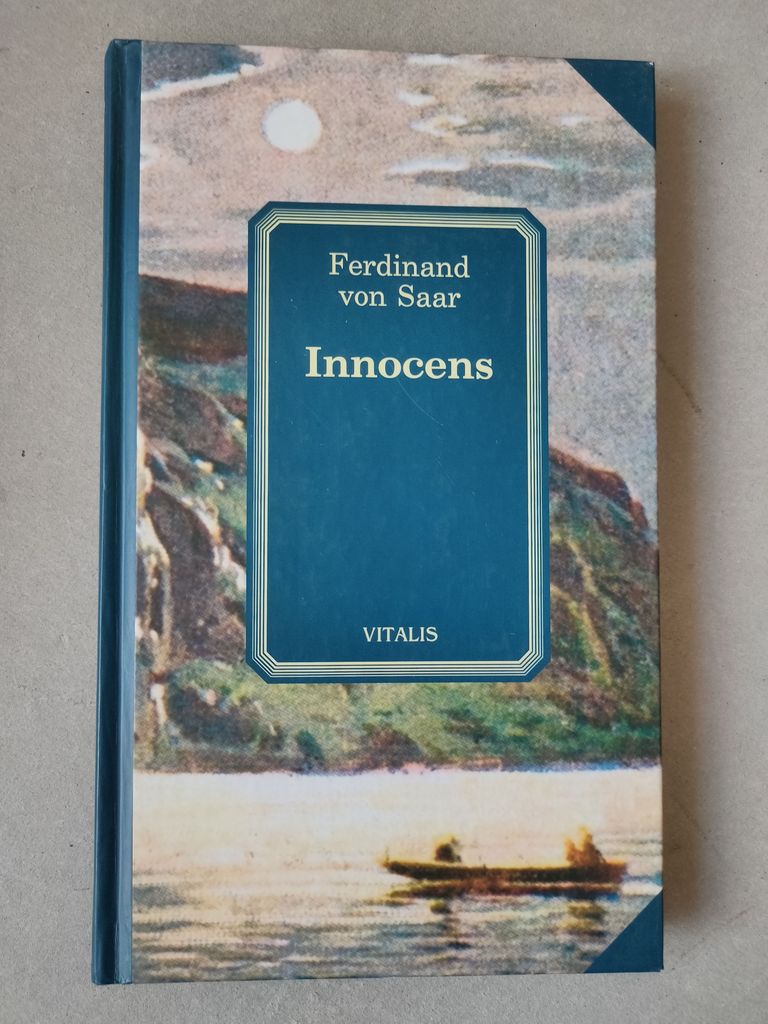 Ferdinand
von Saar
Innocens
VITALIS